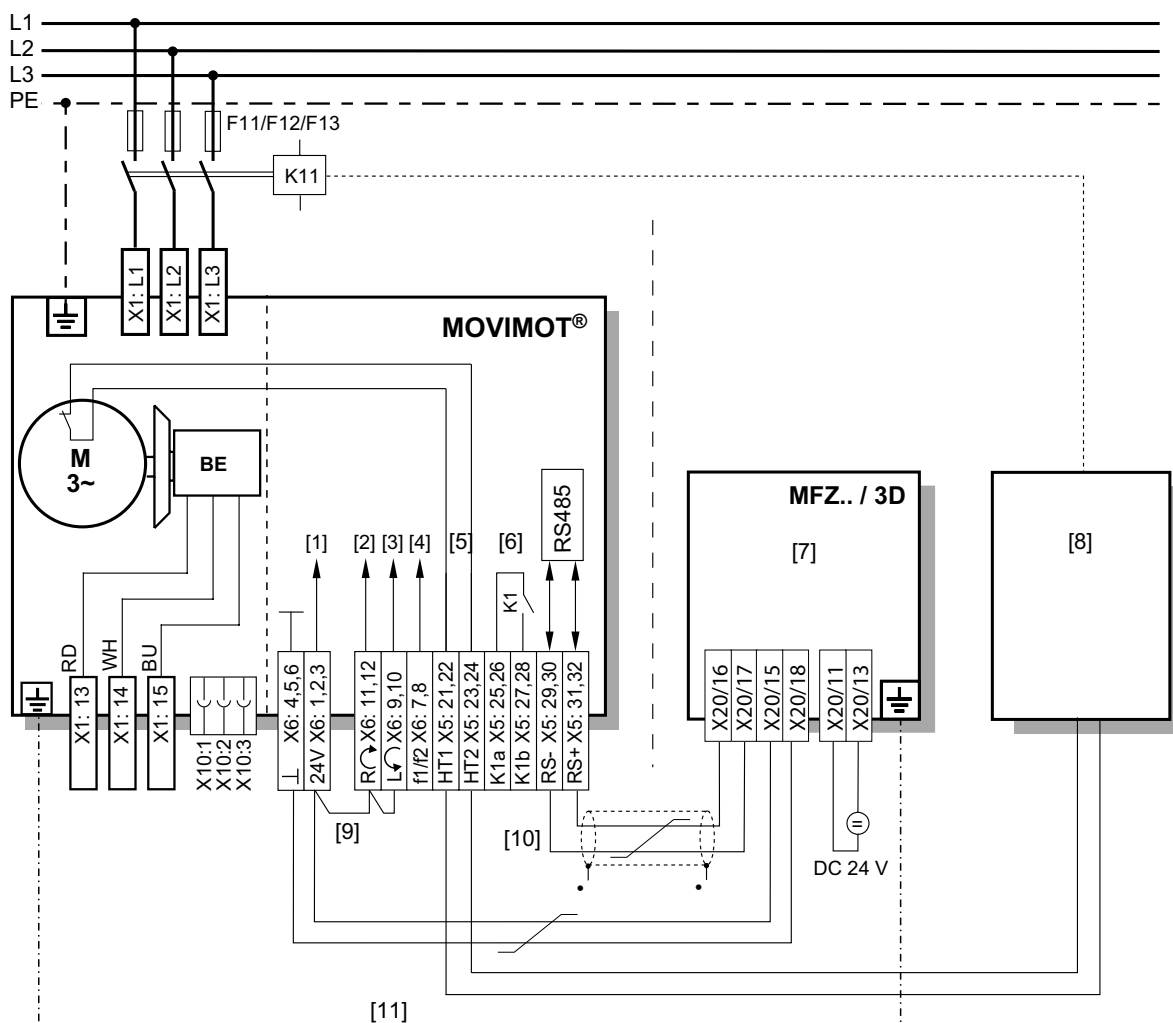 L1
L2
L3
PE
F11/F12/F13
K11
X1: L1
X1: L2
X1: L3
MOVIMOT®
M
3~
BE
RS485
MFZ.. / 3D
[1]
[2]
[3]
[4]
[5]
[6]
[7]
[8]
K1
RD
WH
BU
X1: 13
X1: 14
X1: 15
X10:1
X10:2
X10:3
⊥ X6: 4,5,6
24V X6: 1,2,3
R X6: 11,12
L X6: 9,10
f1/f2 X6: 7,8
HT1 X5: 21,22
HT2 X5: 23,24
K1a X5: 25,26
K1b X5: 27,28
RS- X5: 29,30
RS+ X5: 31,32
X20/16
X20/17
X20/15
X20/18
X20/11
X20/13
=
DC 24 V
[9]
[10]
[11]